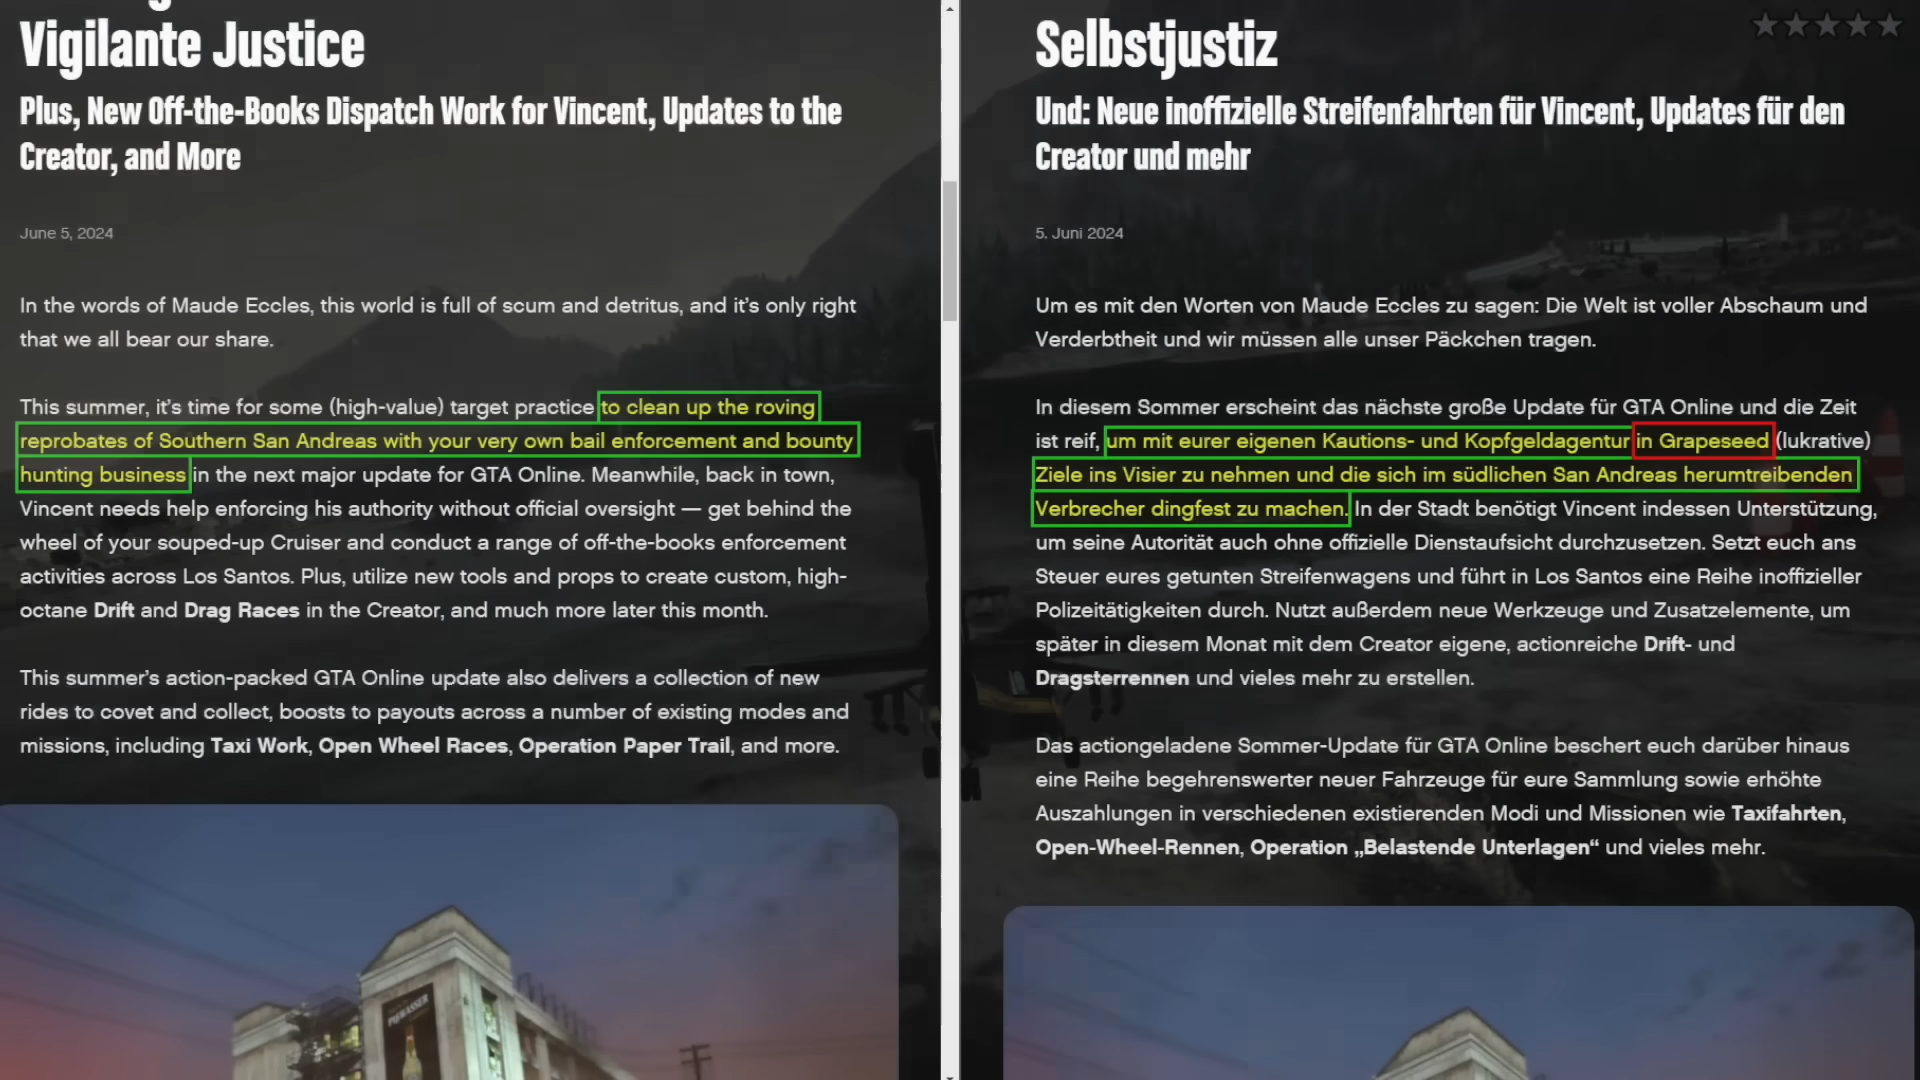 Vigilante Justice
Plus, New Off-the-Books Dispatch Work for Vincent, Updates to the
Creator, and More
June 5, 2024
In the words of Maude Eccles, this world is full of scum and detritus, and it's only right
that we all bear our share.
This summer, it's time for some (high-value) target practice to clean up the roving
reprobates of Southern San Andreas with your very own bail enforcement and bounty
hunting business in the next major update for GTA Online. Meanwhile, back in town,
Vincent needs help enforcing his authority without official oversight — get behind the
wheel of your souped-up Cruiser and conduct a range of off-the-books enforcement
activities across Los Santos. Plus, utilize new tools and props to create custom, high-
octane Drift and Drag Races in the Creator, and much more later this month.
This summer's action-packed GTA Online update also delivers a collection of new
rides to covet and collect, boosts to payouts across a number of existing modes and
missions, including Taxi Work, Open Wheel Races, Operation Paper Trail, and more.
PIßWASSER
Selbstjustiz
Und: Neue inoffizielle Streifenfahrten für Vincent, Updates für den
Creator und mehr
5. Juni 2024
Um es mit den Worten von Maude Eccles zu sagen: Die Welt ist voller Abschaum und
Verderbtheit und wir müssen alle unser Päckchen tragen.
In diesem Sommer erscheint das nächste große Update für GTA Online und die Zeit
ist reif, um mit eurer eigenen Kautions- und Kopfgeldagentur in Grapeseed (lukrative)
Ziele ins Visier zu nehmen und die sich im südlichen San Andreas herumtreibenden
Verbrecher dingfest zu machen. In der Stadt benötigt Vincent indessen Unterstützung,
um seine Autorität auch ohne offizielle Dienstaufsicht durchzusetzen. Setzt euch ans
Steuer eures getunten Streifenwagens und führt in Los Santos eine Reihe inoffizieller
Polizeitätigkeiten durch. Nutzt außerdem neue Werkzeuge und Zusatzelemente, um
später in diesem Monat mit dem Creator eigene, actionreiche Drift- und
Dragsterrennen und vieles mehr zu erstellen.
Das actiongeladene Sommer-Update für GTA Online beschert euch darüber hinaus
eine Reihe begehrenswerter neuer Fahrzeuge für eure Sammlung sowie erhöhte
Auszahlungen in verschiedenen existierenden Modi und Missionen wie Taxifahrten,
Open-Wheel-Rennen, Operation „Belastende Unterlagen“ und vieles mehr.